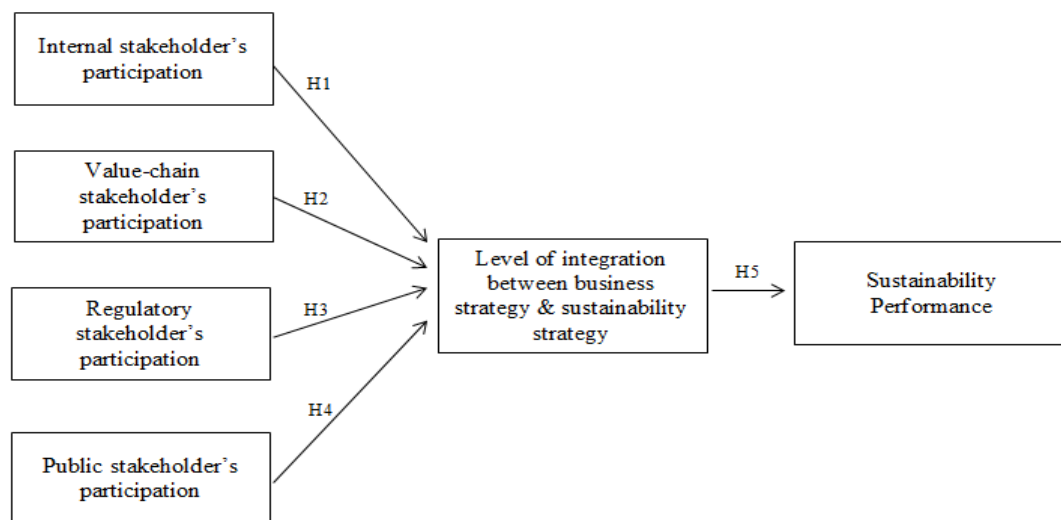 Internal stakeholder's
participation
H1
Value-chain
stakeholder's
participation
H2
Regulatory
stakeholder's
participation
H3
Public stakeholder's
participation
H4
Level of integration
between business
strategy & sustainability
strategy
H5
Sustainability
Performance